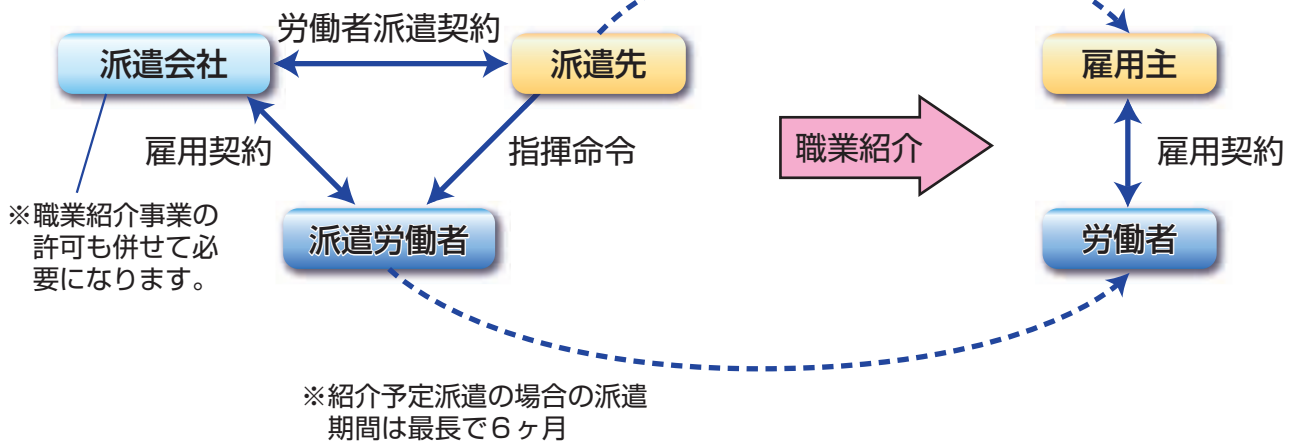 労働者派遣契約
派遣会社
派遣先
雇用主
雇用契約
指揮命令
職業紹介
雇用契約
※職業紹介事業の
許可も併せて必
要になります。
派遣労働者
労働者
※紹介予定派遣の場合の派遣
期間は最長で６ヶ月